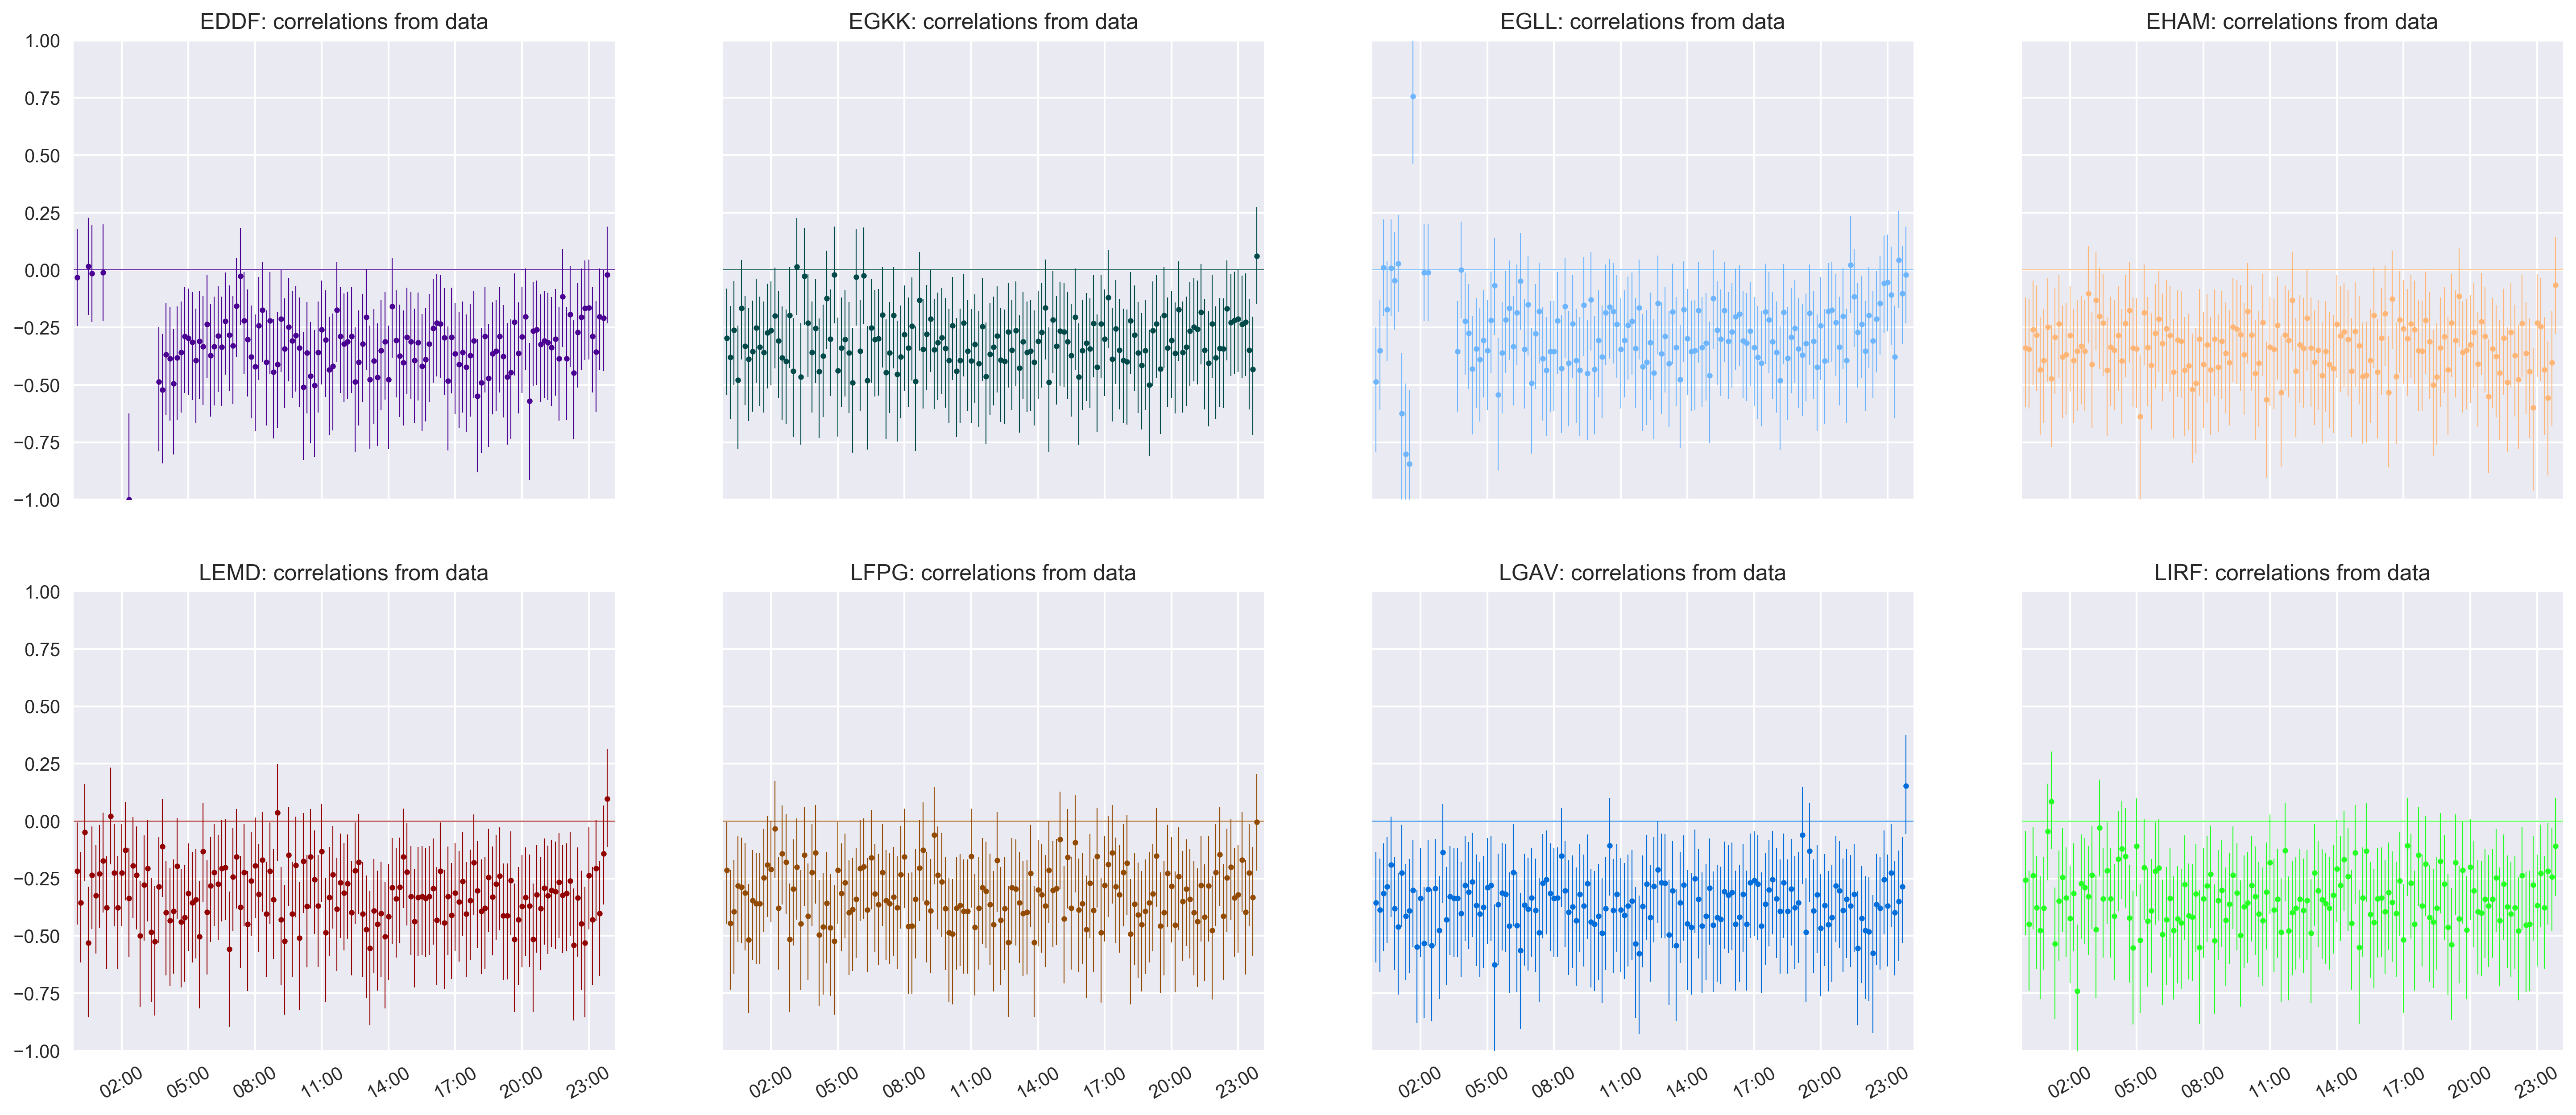 EDDF: correlations from data
EGKK: correlations from data
EGLL: correlations from data
EHAM: correlations from data
1.00
0.75
0.50
0.25
0.00
−0.25
−0.50
−0.75
−1.00
LEMD: correlations from data
LFPG: correlations from data
LGAV: correlations from data
LIRF: correlations from data
1.00
0.75
0.50
0.25
0.00
−0.25
−0.50
−0.75
−1.00
02:00 05:00 08:00 11:00 14:00 17:00 20:00 23:00
02:00 05:00 08:00 11:00 14:00 17:00 20:00 23:00
02:00 05:00 08:00 11:00 14:00 17:00 20:00 23:00
02:00 05:00 08:00 11:00 14:00 17:00 20:00 23:00